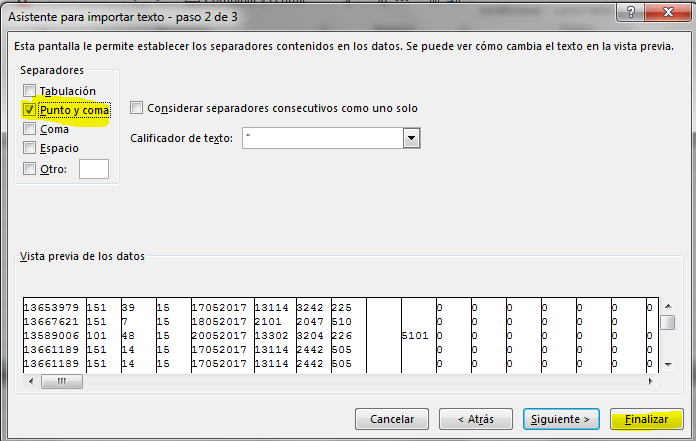 Asistente para importar texto - paso 2 de 3
Esta pantalla le permite establecer los separadores contenidos en los datos. Se puede ver cómo cambia el texto en la vista previa.
Separadores
Tabulación
Punto y coma
Coma
Espacio
Otro:
Considerar separadores consecutivos como uno solo
Calificador de texto: "
Vista previa de los datos
13653979 151 39 15 17052017 13114 3242 225 0 0 0 0 0 0 0
13667621 151 7 15 18052017 2101 2047 510 0 0 0 0 0 0 0
13589006 101 48 15 20052017 13302 3204 226 5101 0 0 0 0 0 0 0
13661189 151 14 15 17052017 13114 2442 505 0 0 0 0 0 0 0
13661189 151 14 15 17052017 13114 2442 505 0 0 0 0 0 0 0
Cancelar < Atrás Siguiente > Finalizar